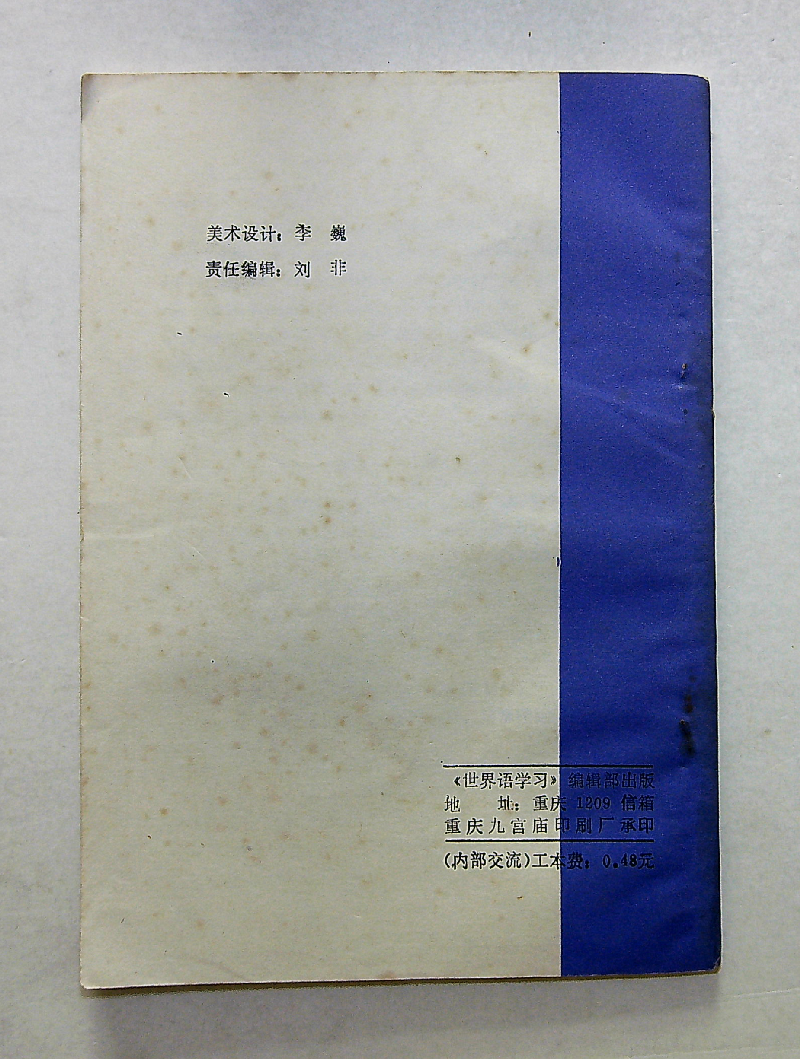 美术设计：李 巍
责任编辑：刘 非
《世界语学习》编辑部出版
地 址：重庆 1209 信箱
重庆九宫庙印刷厂承印
(内部交流)工本费：0.48元